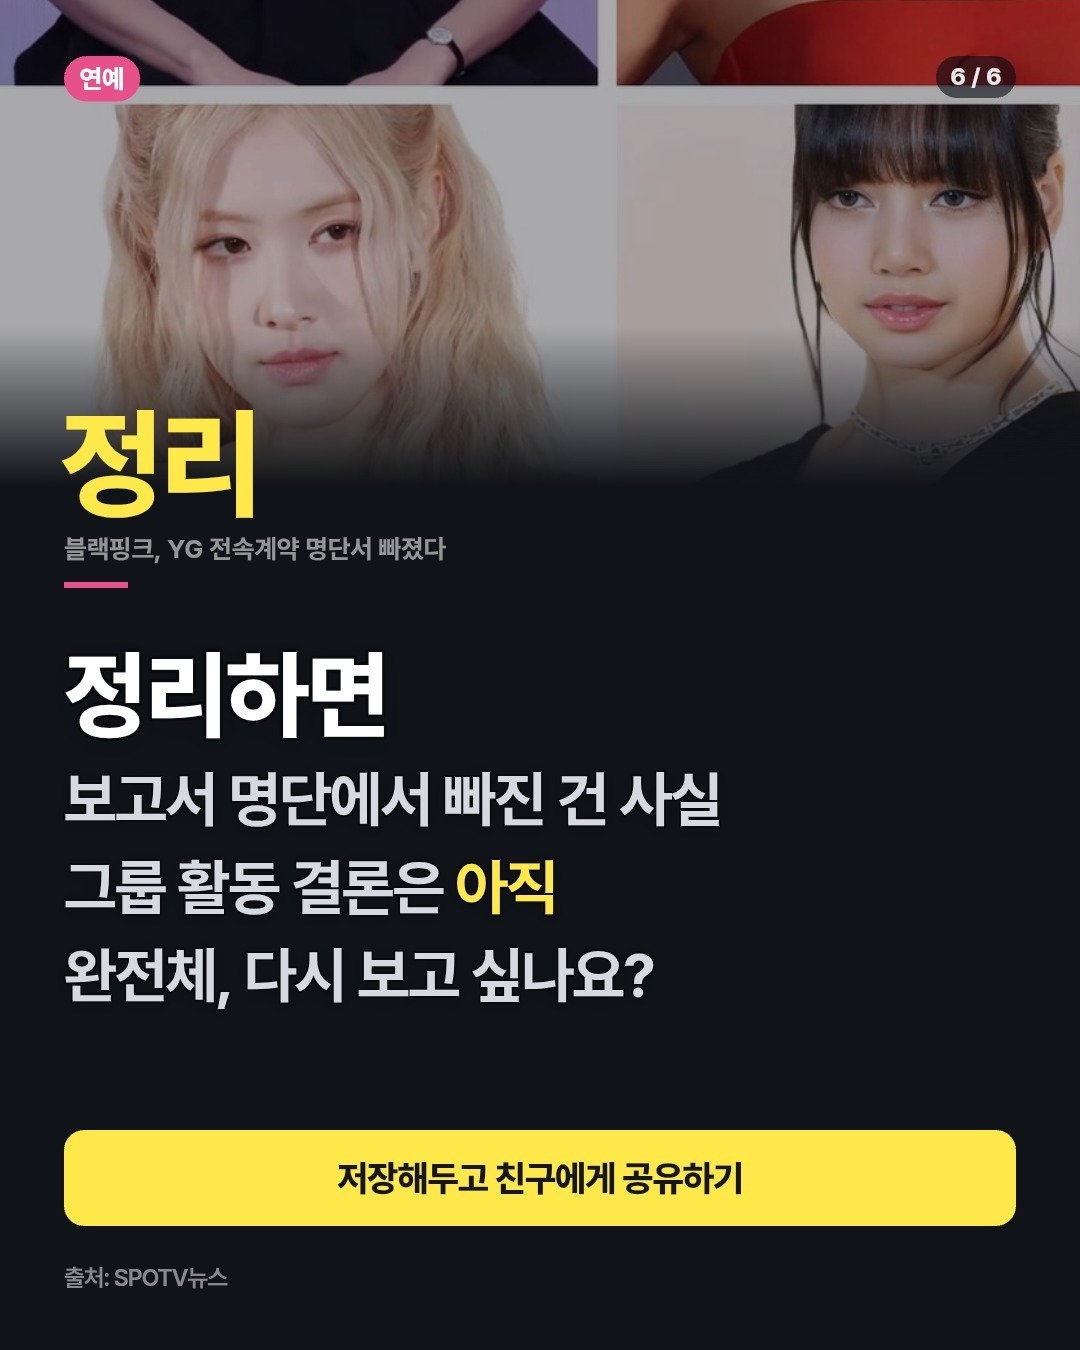 연예
6 / 6
정리
블랙핑크, YG 전속계약 명단서 빠졌다
정리하면
보고서 명단에서 빠진 건 사실
그룹 활동 결론은 아직
완전체, 다시 보고 싶나요?
저장해두고 친구에게 공유하기
출처: SPOTV뉴스